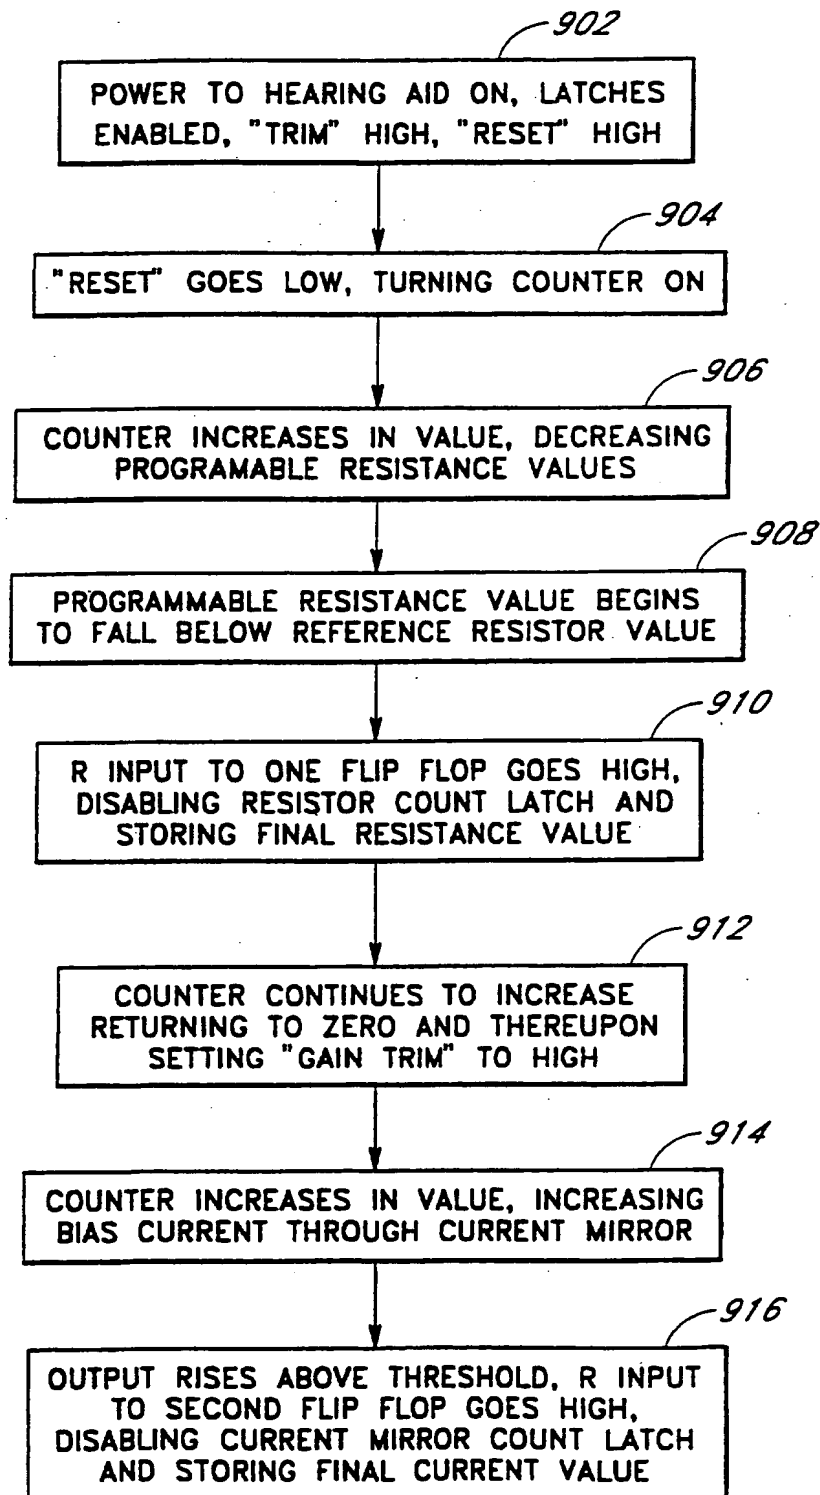 902
POWER TO HEARING AID ON, LATCHES
ENABLED, "TRIM" HIGH, "RESET" HIGH
904
"RESET" GOES LOW, TURNING COUNTER ON
906
COUNTER INCREASES IN VALUE, DECREASING
PROGRAMABLE RESISTANCE VALUES
908
PROGRAMMABLE RESISTANCE VALUE BEGINS
TO FALL BELOW REFERENCE RESISTOR VALUE
910
R INPUT TO ONE FLIP FLOP GOES HIGH,
DISABLING RESISTOR COUNT LATCH AND
STORING FINAL RESISTANCE VALUE
912
COUNTER CONTINUES TO INCREASE
RETURNING TO ZERO AND THEREUPON
SETTING "GAIN TRIM" TO HIGH
914
COUNTER INCREASES IN VALUE, INCREASING
BIAS CURRENT THROUGH CURRENT MIRROR
916
OUTPUT RISES ABOVE THRESHOLD, R INPUT
TO SECOND FLIP FLOP GOES HIGH,
DISABLING CURRENT MIRROR COUNT LATCH
AND STORING FINAL CURRENT VALUE